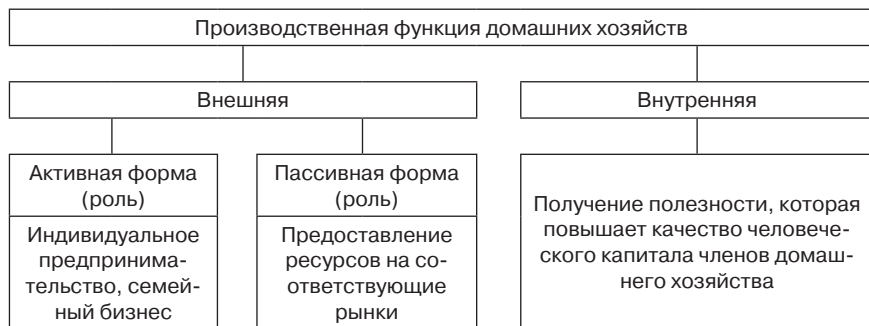 Производственная функция домашних хозяйств
Внешняя
Внутренняя
Активная форма
(роль)
Индивидуальное
предпринима-
тельство, семей-
ный бизнес
Пассивная форма
(роль)
Предоставление
ресурсов на со-
ответствующие
рынки
Получение полезности, которая
повышает качество человече-
ского капитала членов домаш-
него хозяйства